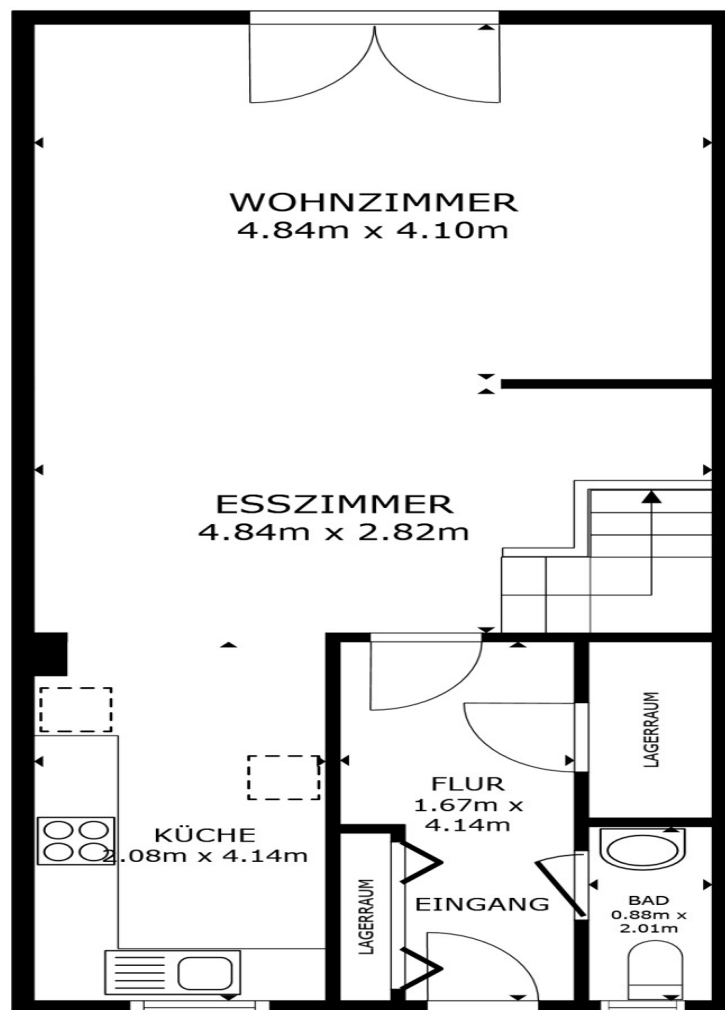 WOHNZIMMER
4.84m x 4.10m
ESSZIMMER
4.84m x 2.82m
LAGERRAUM
FLUR
1.67m x
4.14m
KÜCHE
2.08m x 4.14m
LAGERRAUM
EINGANG
BAD
0.88m x
2.01m